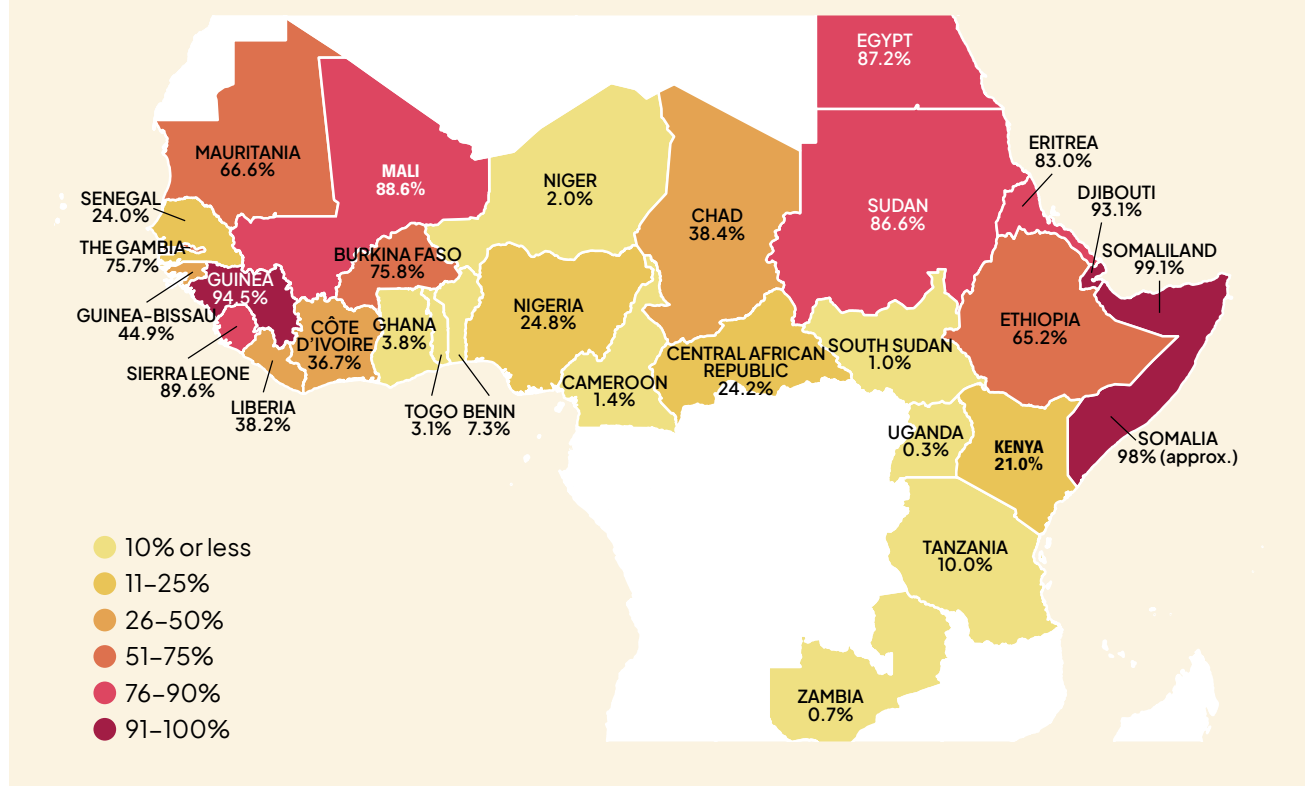 EGYPT
87.2%
MAURITANIA
66.6%
MALI
88.6%
NIGER
2.0%
CHAD
38.4%
SUDAN
86.6%
ERITREA
83.0%
DJIBOUTI
93.1%
SOMALILAND
99.1%
SENEGAL
24.0%
THE GAMBIA
75.7%
BURKINA FASO
75.8%
GUINEA
94.5%
GUINEA-BISSAU
44.9%
SIERRA LEONE
89.6%
LIBERIA
38.2%
CÔTE
D’IVOIRE
36.7%
GHANA
3.8%
TOGO
3.1%
BENIN
7.3%
NIGERIA
24.8%
CAMEROON
1.4%
CENTRAL AFRICAN
REPUBLIC
24.2%
SOUTH SUDAN
1.0%
ETHIOPIA
65.2%
UGANDA
0.3%
KENYA
21.0%
SOMALIA
98% (approx.)
TANZANIA
10.0%
ZAMBIA
0.7%
10% or less
11–25%
26–50%
51–75%
76–90%
91–100%